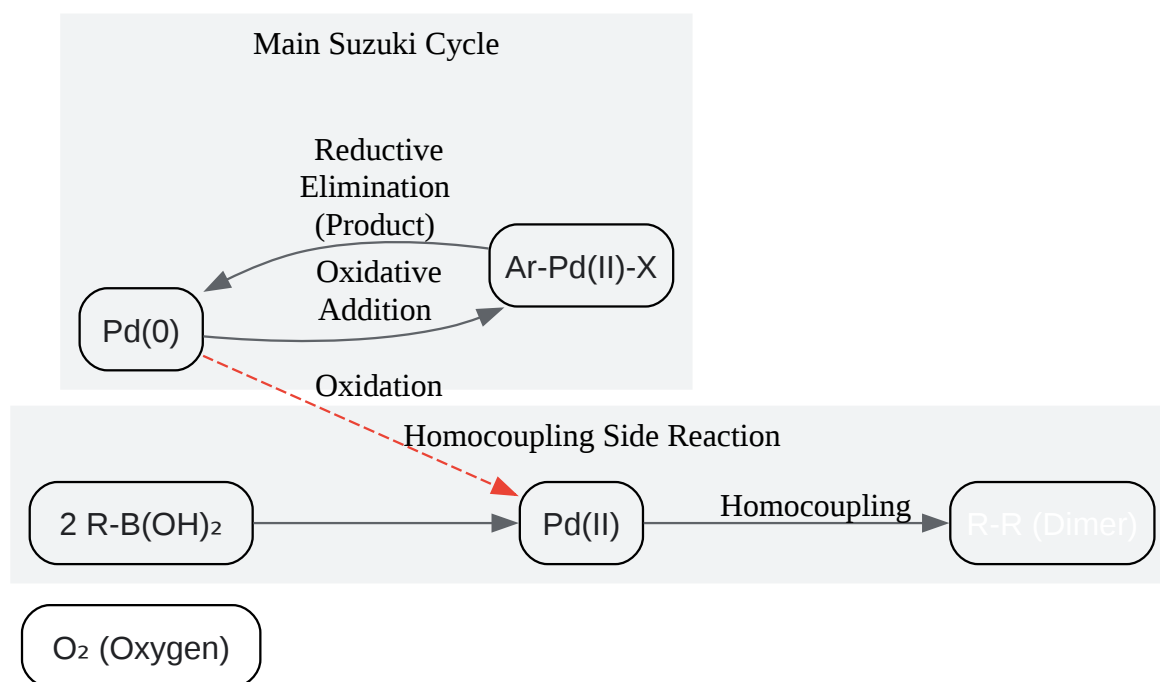 Main Suzuki Cycle
Reductive
Elimination
(Product)
Ar-Pd(II)-X
Oxidative
Addition
Pd(0)
Oxidation
Homocoupling Side Reaction
2 R-B(OH)₂
Pd(II)
Homocoupling
R-R (Dimer)
O₂ (Oxygen)